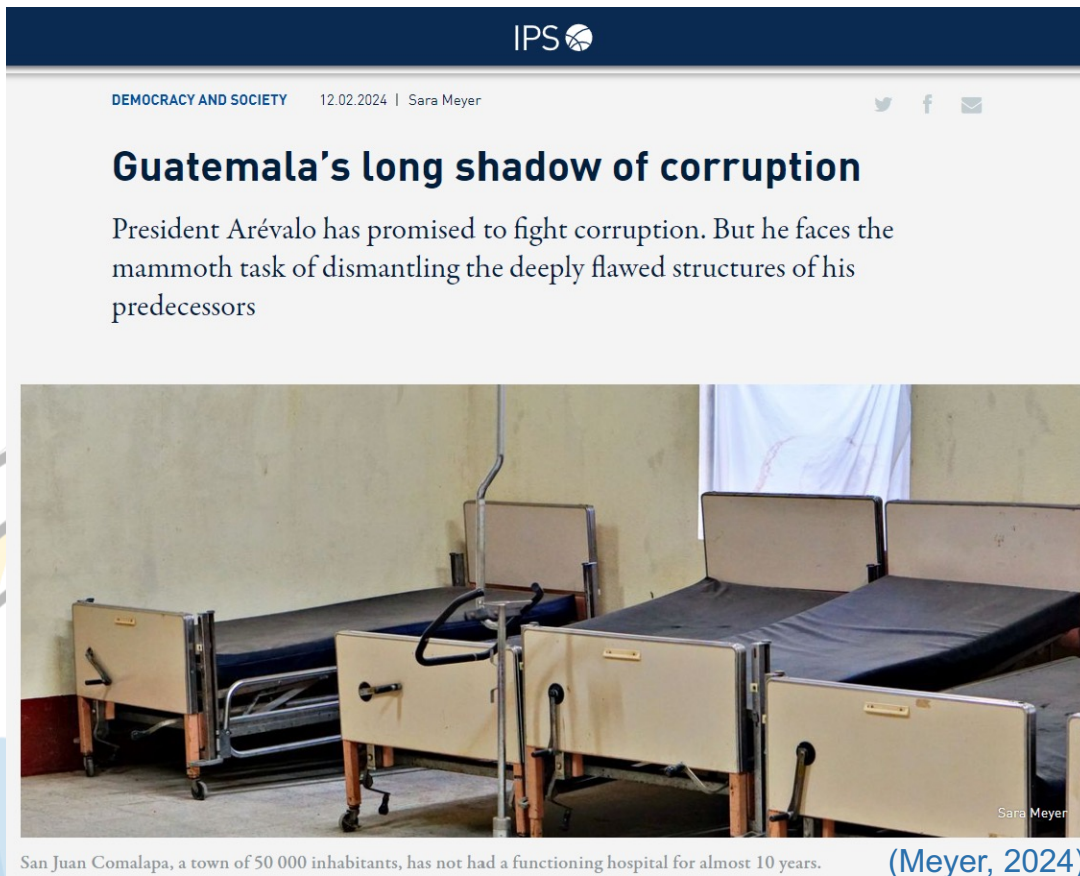 IPS
DEMOCRACY AND SOCIETY 12.02.2024 | Sara Meyer
Guatemala's long shadow of corruption
President Arévalo has promised to fight corruption. But he faces the
mammoth task of dismantling the deeply flawed structures of his
predecessors
Sara Meyer
San Juan Comalapa, a town of 50 000 inhabitants, has not had a functioning hospital for almost 10 years.
(Meyer, 2024)